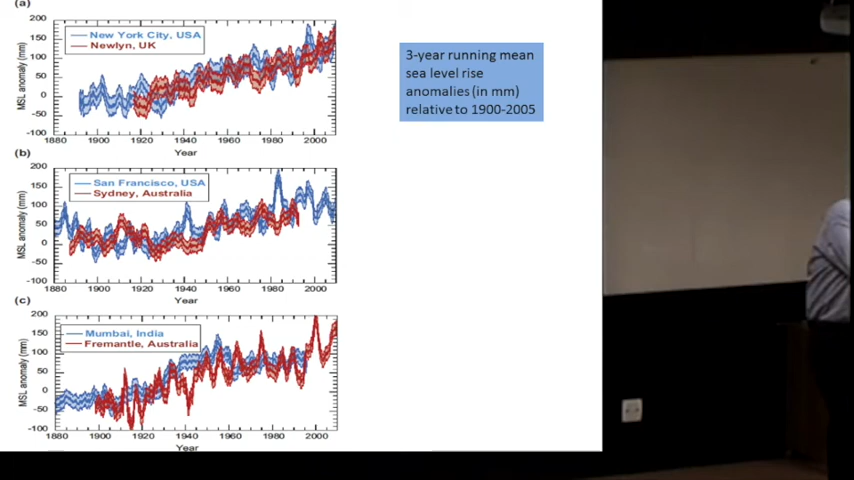 (a)
200
150
100
50
0
-50
-100
MSL anomaly (mm)
New York City, USA
Newlyn, UK
1880 1900 1920 1940 1960 1980 2000
Year
3-year running mean
sea level rise
anomalies (in mm)
relative to 1900-2005
(b)
200
150
100
50
0
-50
-100
MSL anomaly (mm)
San Francisco, USA
Sydney, Australia
1880 1900 1920 1940 1960 1980 2000
Year
(c)
200
150
100
50
0
-50
-100
MSL anomaly (mm)
Mumbai, India
Fremantle, Australia
1880 1900 1920 1940 1960 1980 2000
Year